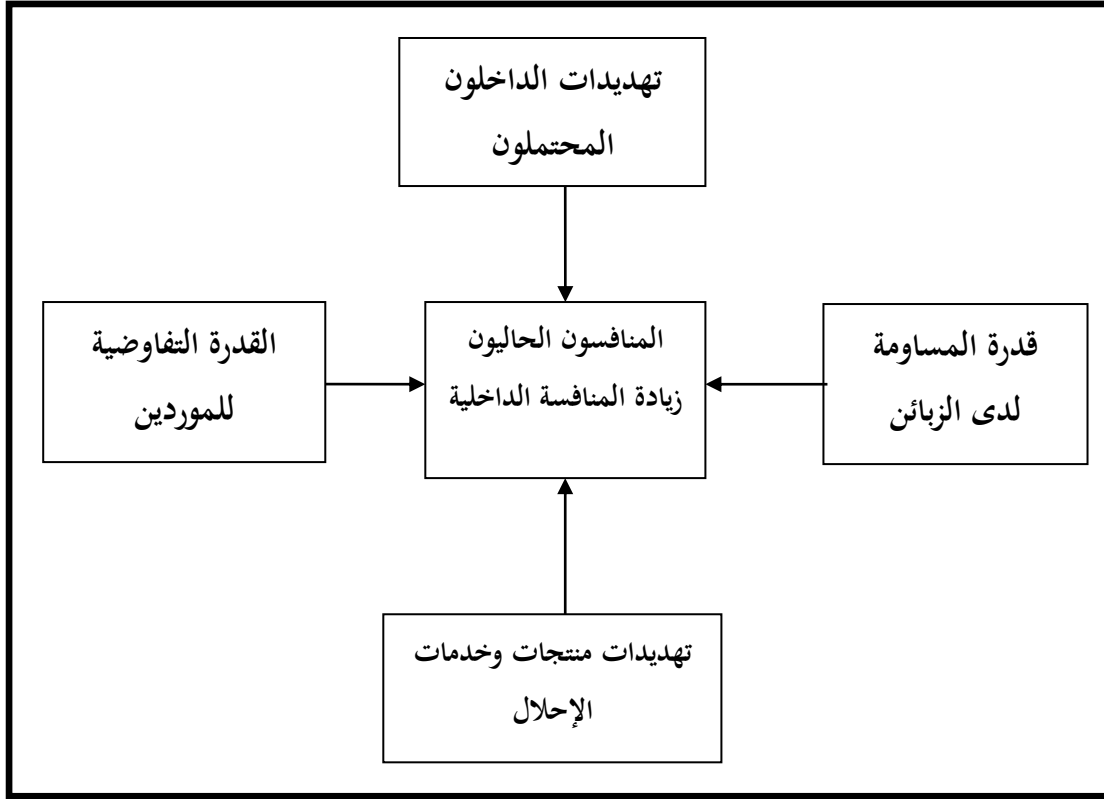 تهديدات الداخلون
المحتملون
قدرة المساومة
لدى الزبائن
المنافسون الحاليون
زيادة المنافسة الداخلية
القدرة التفاوضية
للموردين
تهديدات منتجات وخدمات
الإحلال